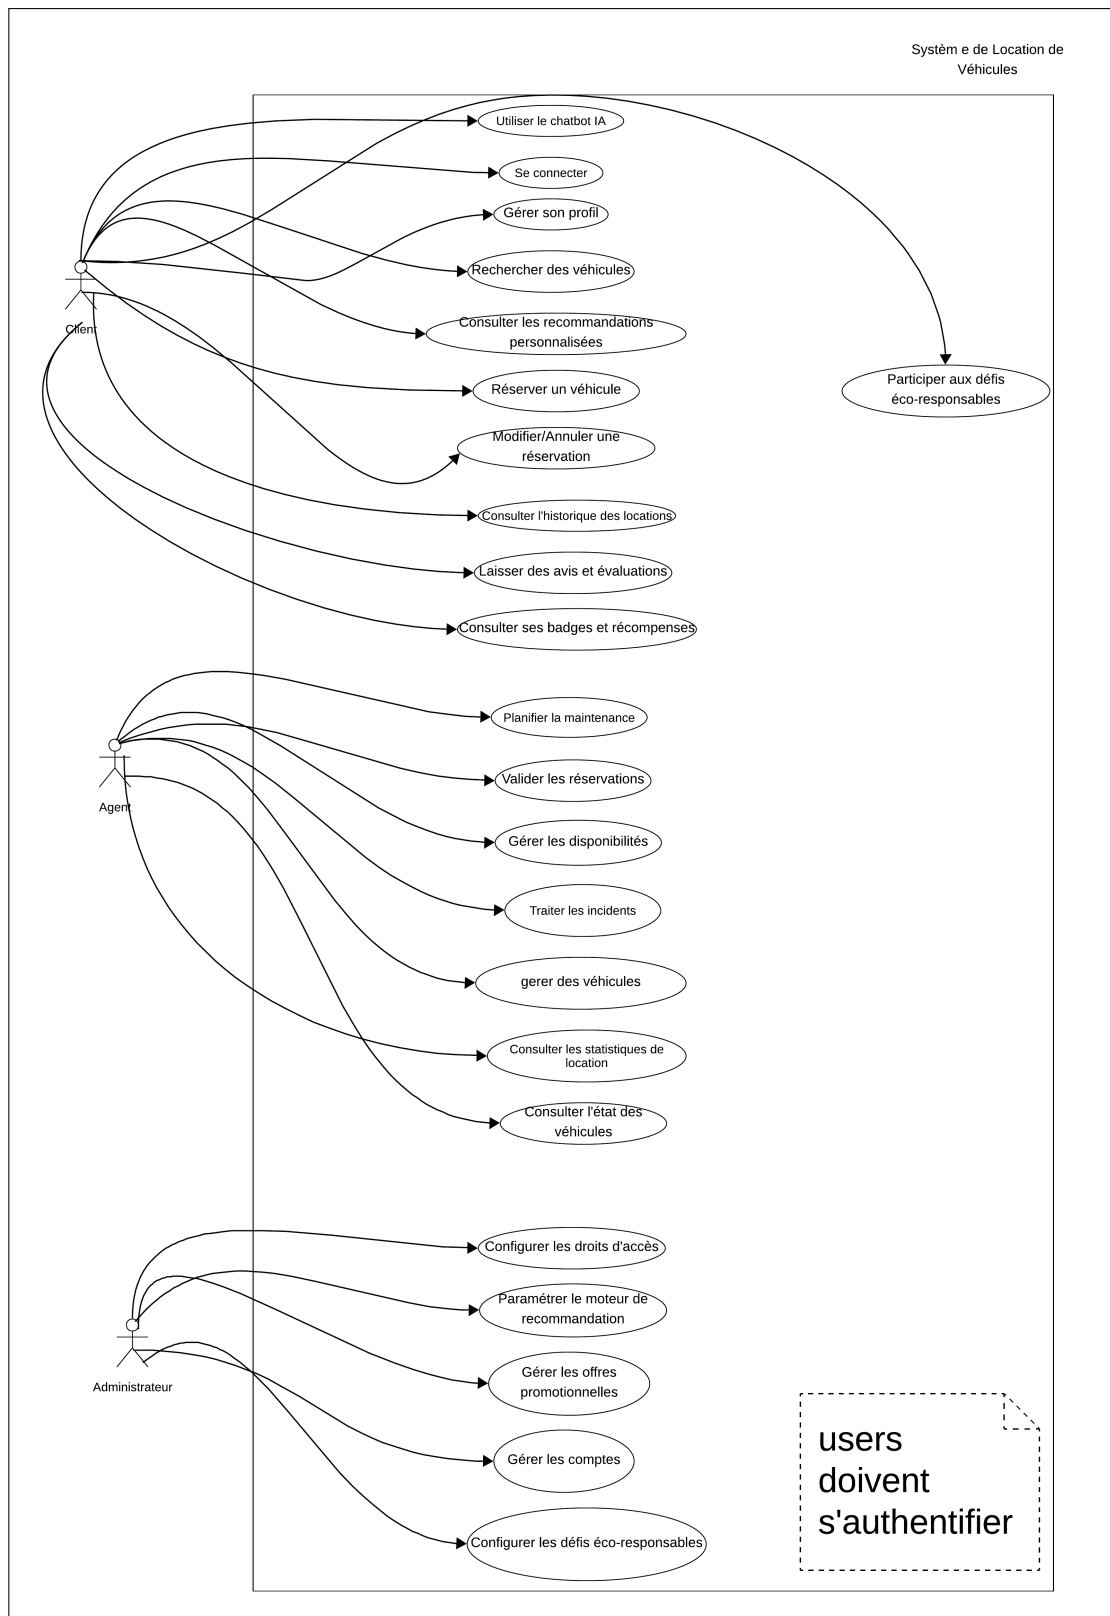 Systèm e de Location de
Véhicules
Utiliser le chatbot IA
Se connecter
Gérer son profil
Rechercher des véhicules
Client
Consulter les recommandations
personnalisées
Réserver un véhicule
Participer aux défis
éco-responsables
Modifier/Annuler une
réservation
Consulter l'historique des locations
Laisser des avis et évaluations
Consulter ses badges et récompenses
Planifier la maintenance
Valider les réservations
Agent
Gérer les disponibilités
Traiter les incidents
gerer des véhicules
Consulter les statistiques de
location
Consulter l'état des
véhicules
Configurer les droits d'accès
Paramétrer le moteur de
recommandation
Administrateur
Gérer les offres
promotionnelles
Gérer les comptes
users
doivent
s'authentifier
Configurer les défis éco-responsables